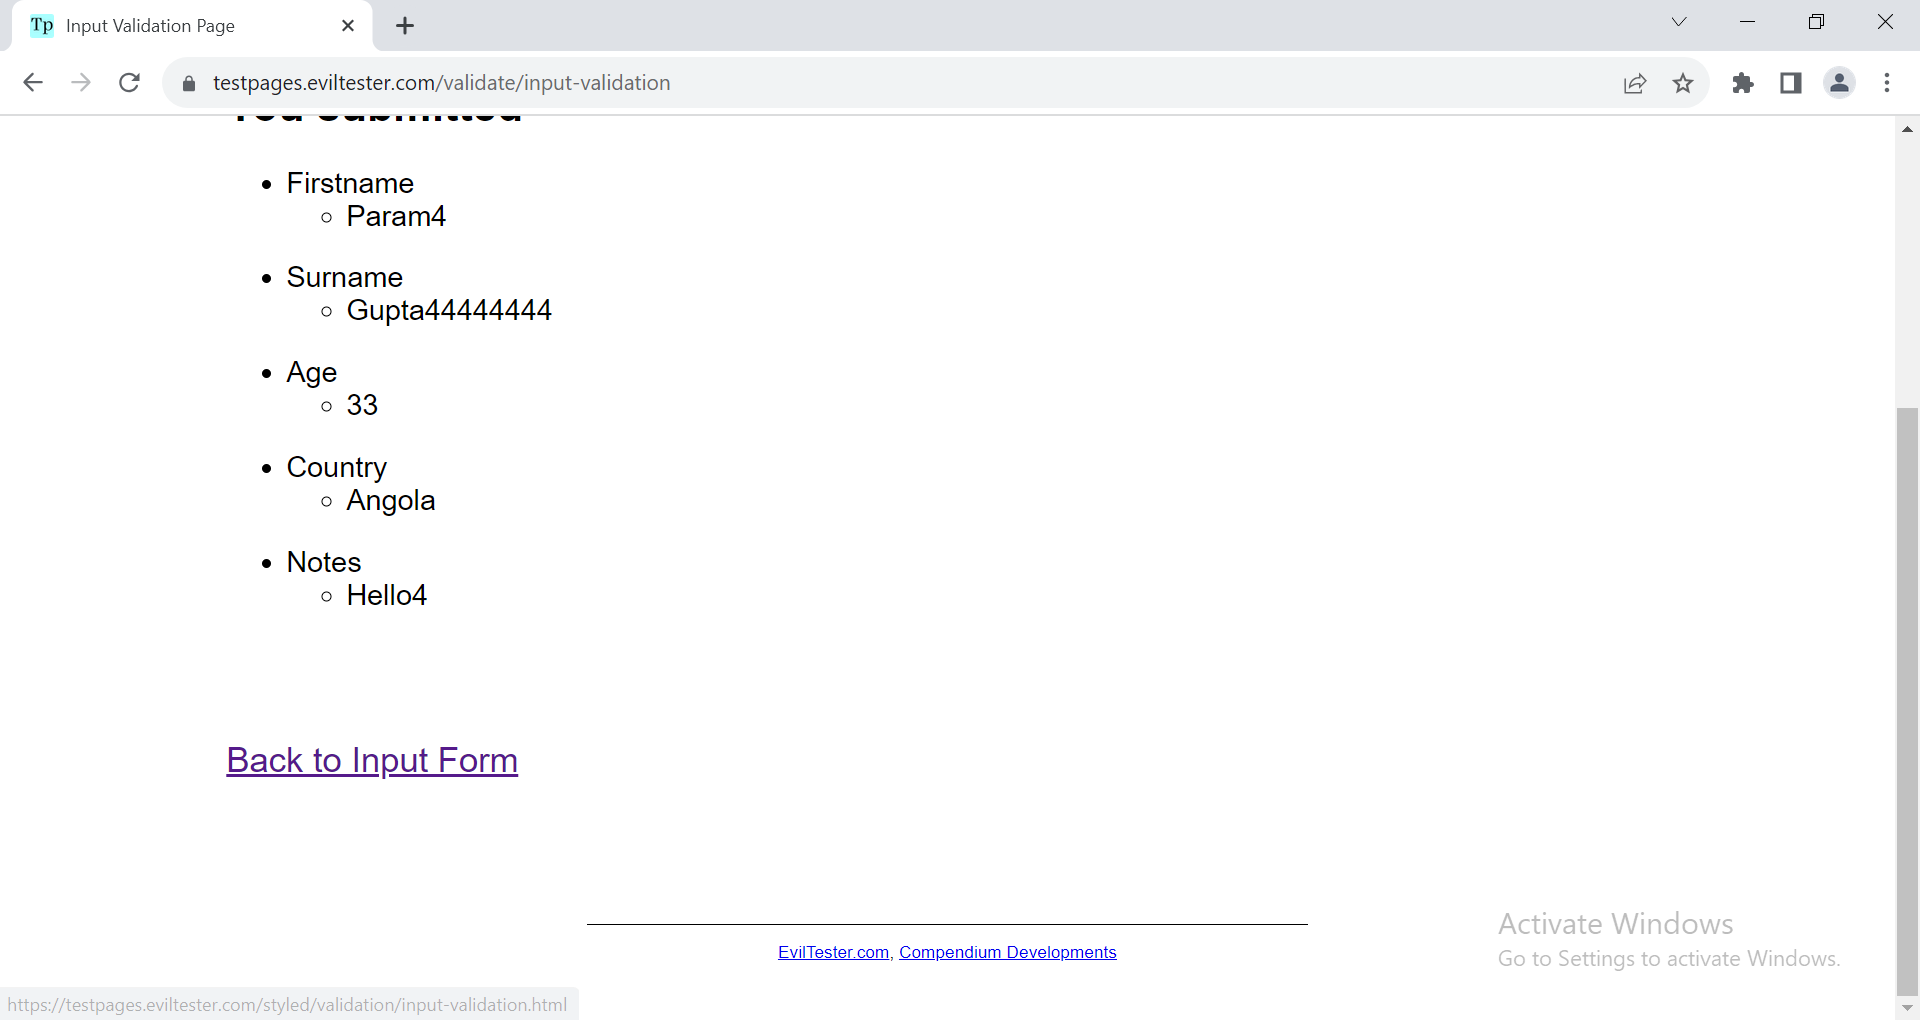 Tp Input Validation Page
testpages.eviltester.com/validate/input-validation
You submitted
Firstname
Param4
Surname
Gupta44444444
Age
33
Country
Angola
Notes
Hello4
Back to Input Form
EvilTester.com, Compendium Developments
Activate Windows
Go to Settings to activate Windows.
https://testpages.eviltester.com/styled/validation/input-validation.html